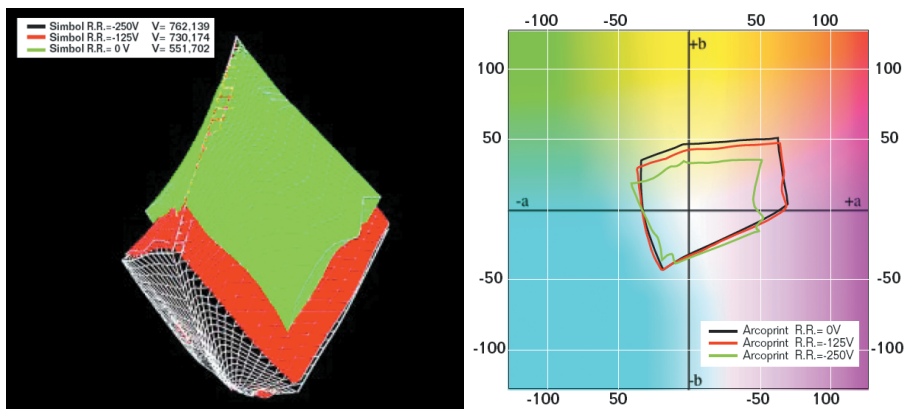 Simbol R.R.=-250V V= 762,139
Simbol R.R.=-125V V= 730,174
Simbol R.R.= 0 V V= 551,702
-100 -50 50 100
+b
100 100
50 50
-a +a
-50 -50
-100 -100
Arcoprint R.R.= 0V
Arcoprint R.R.=-125V
Arcoprint R.R.=-250V
-b
-100 50 -50 100